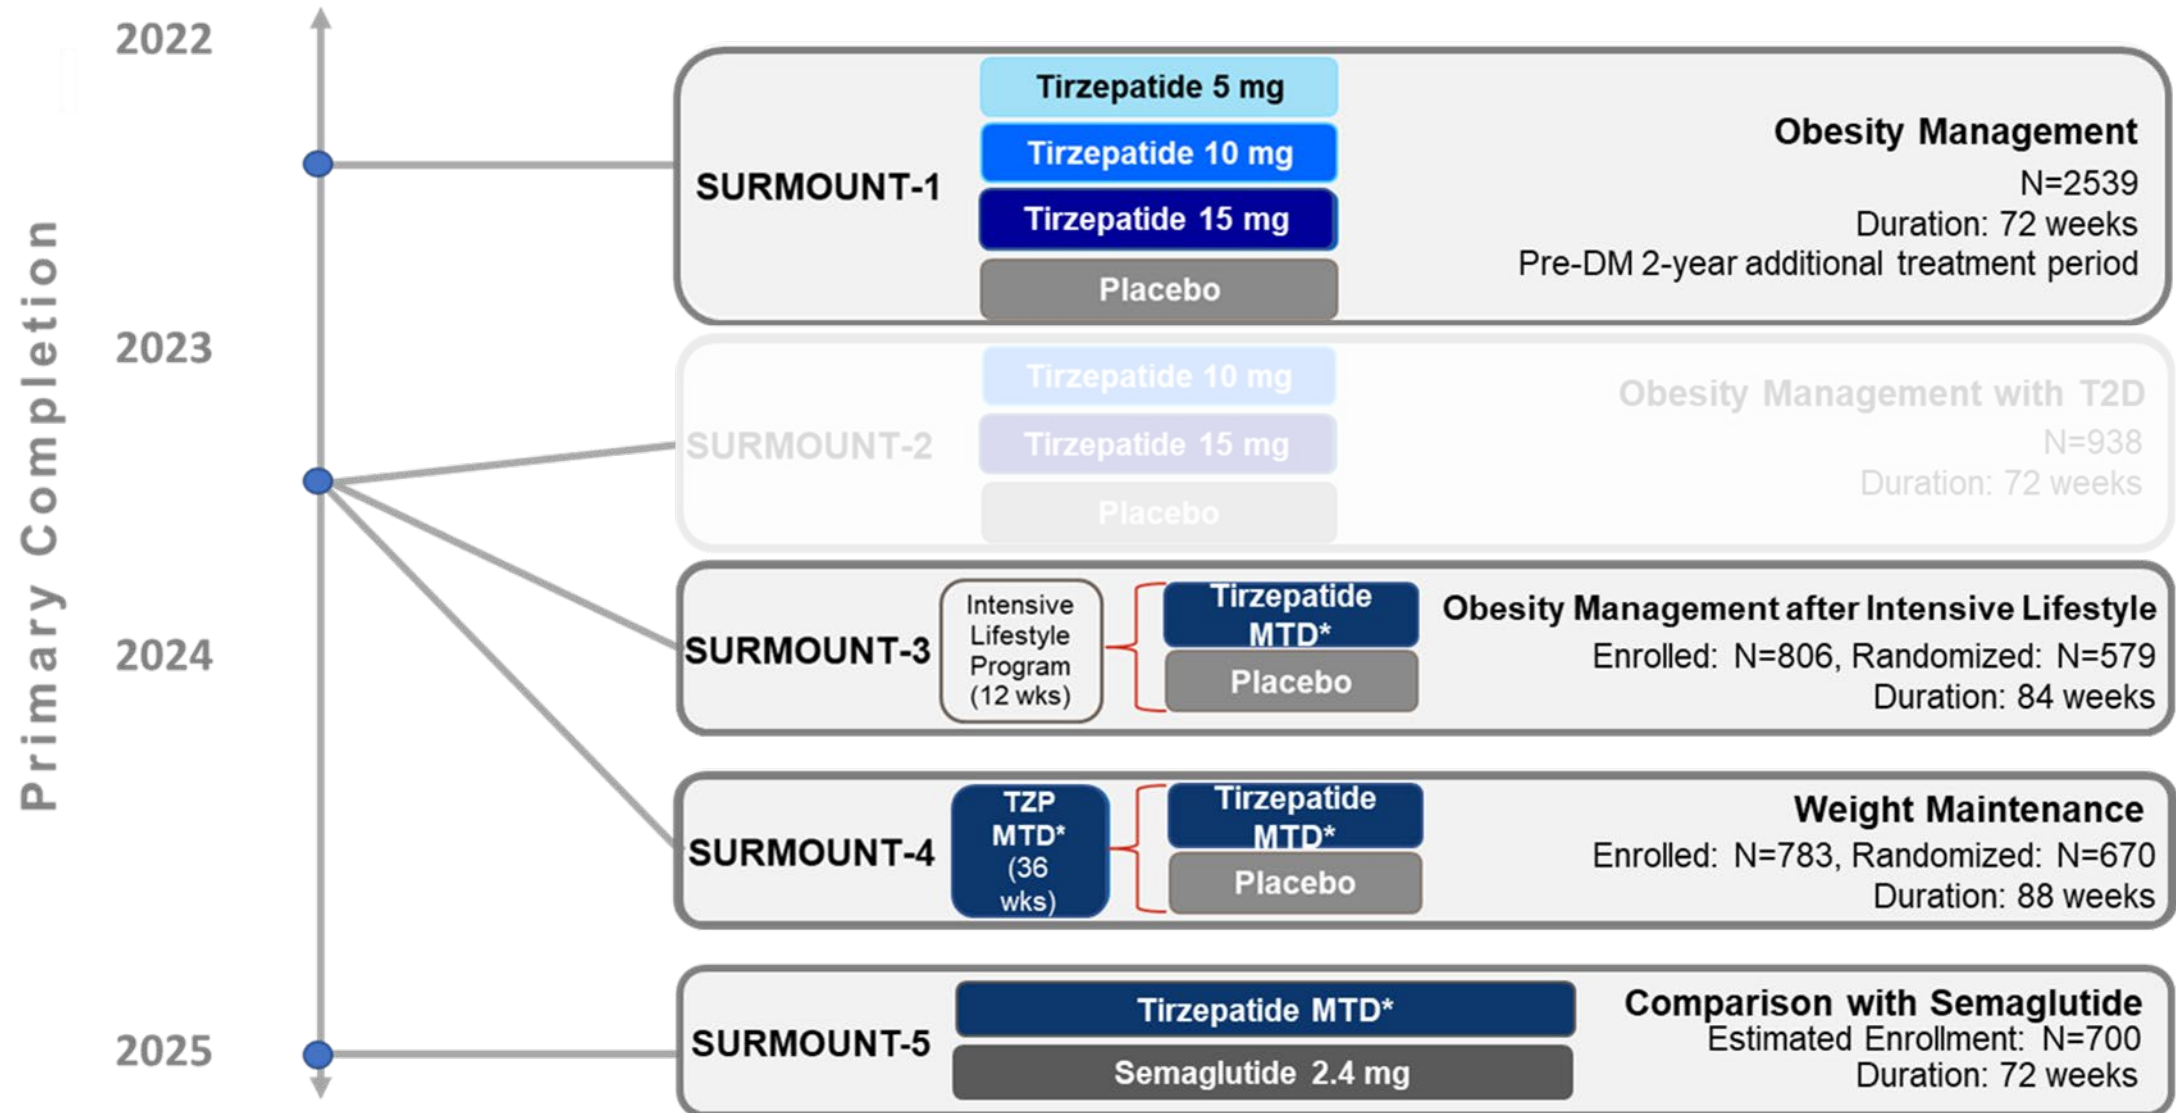 Primary Completion
2022
2023
2024
2025
SURMOUNT-1
Tirzepatide 5 mg
Tirzepatide 10 mg
Tirzepatide 15 mg
Placebo
Obesity Management
N=2539
Duration: 72 weeks
Pre-DM 2-year additional treatment period
SURMOUNT-2
Tirzepatide 10 mg
Tirzepatide 15 mg
Placebo
Obesity Management with T2D
N=938
Duration: 72 weeks
SURMOUNT-3
Intensive
Lifestyle
Program
(12 wks)
Tirzepatide
MTD*
Placebo
Obesity Management after Intensive Lifestyle
Enrolled: N=806, Randomized: N=579
Duration: 84 weeks
SURMOUNT-4
TZP
MTD*
(36
wks)
Tirzepatide
MTD*
Placebo
Weight Maintenance
Enrolled: N=783, Randomized: N=670
Duration: 88 weeks
SURMOUNT-5
Tirzepatide MTD*
Semaglutide 2.4 mg
Comparison with Semaglutide
Estimated Enrollment: N=700
Duration: 72 weeks